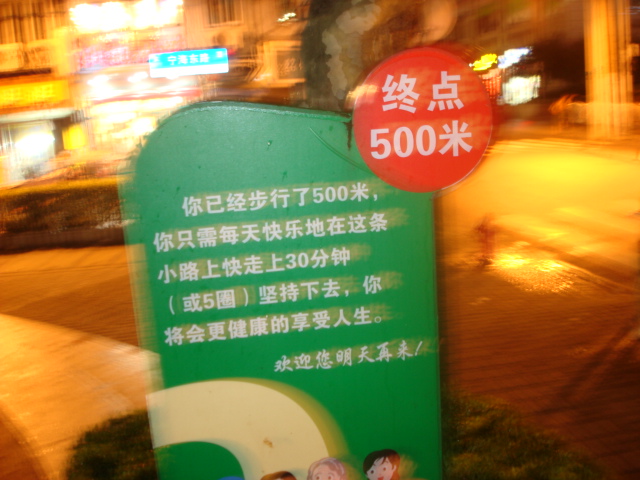 宁海东路
终点
500米
你已经步行了500米，
你只需每天快乐地在这条
小路上快走上30分钟
（或5圈）坚持下去，你
将会更健康的享受人生。
欢迎您明天再来！